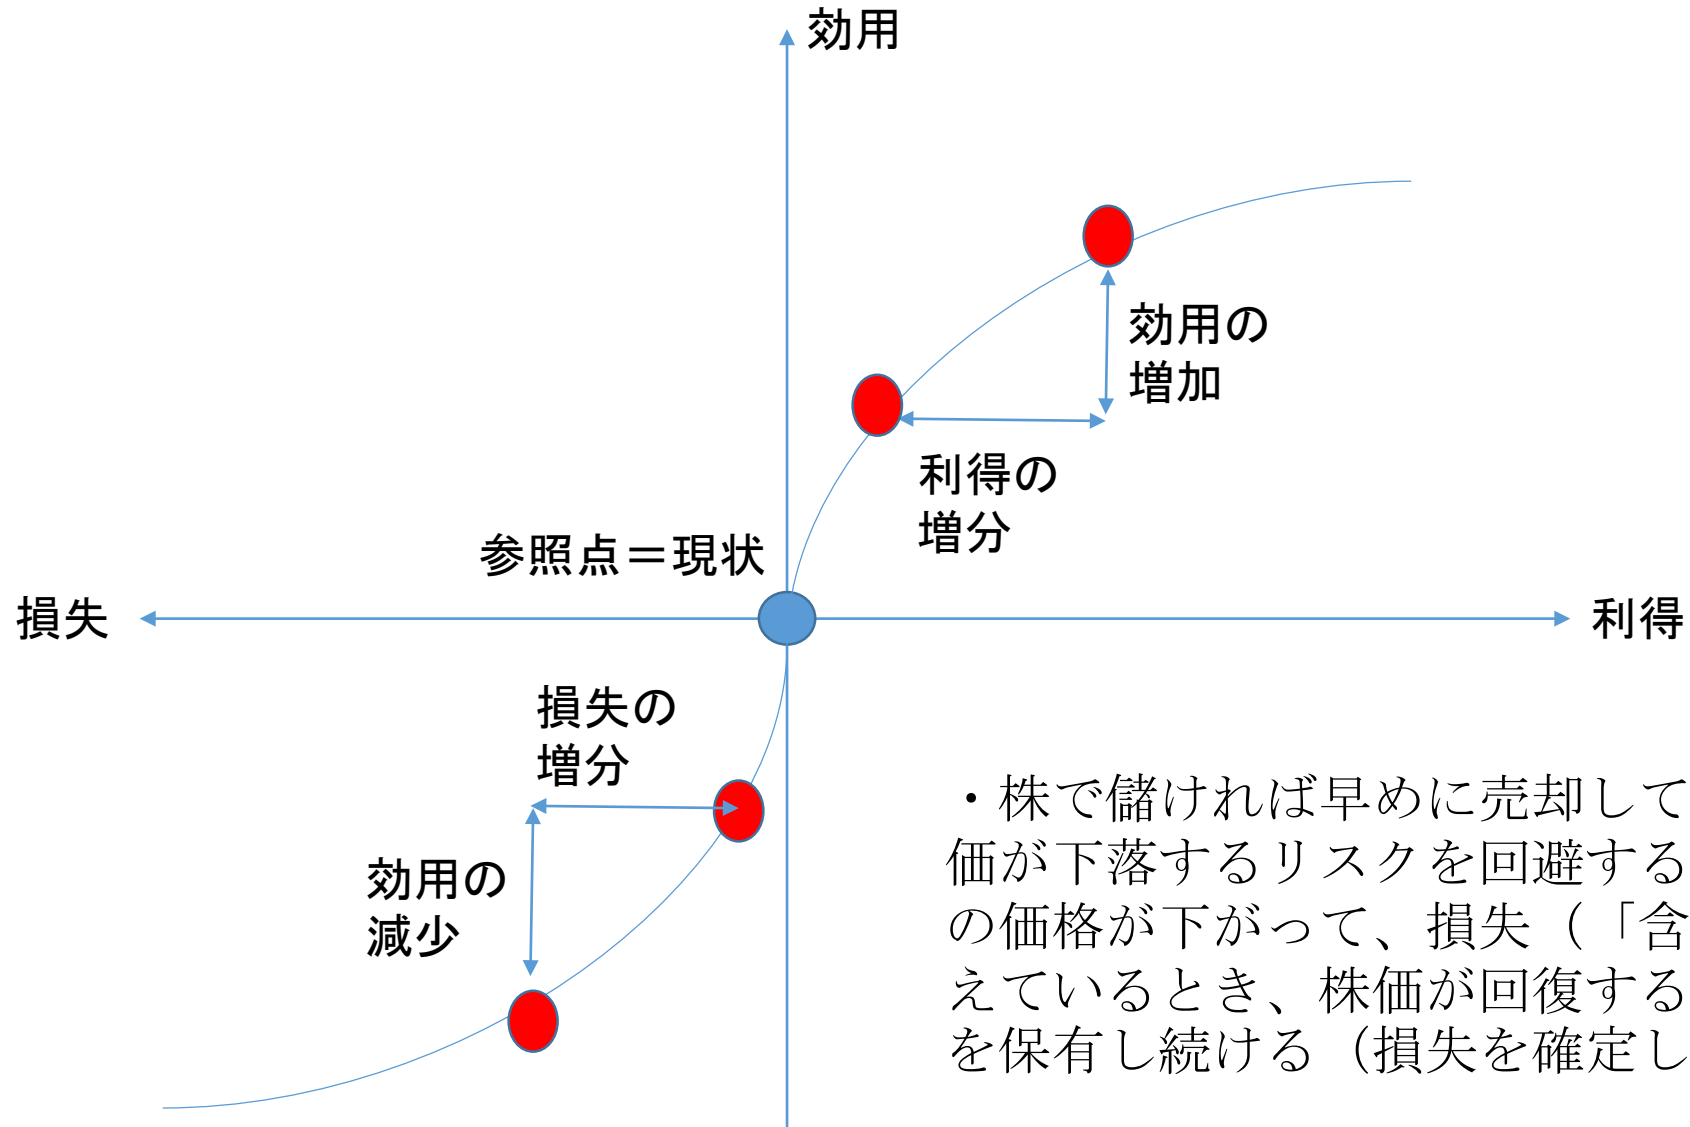 効用
効用の
増加
利得の
増分
参照点＝現状
損失
利得
損失の
増分
効用の
減少
・株で儲ければ早めに売却して
価が下落するリスクを回避する
の価格が下がって、損失（「含
えているとき、株価が回復する
を保有し続ける（損失を確定し